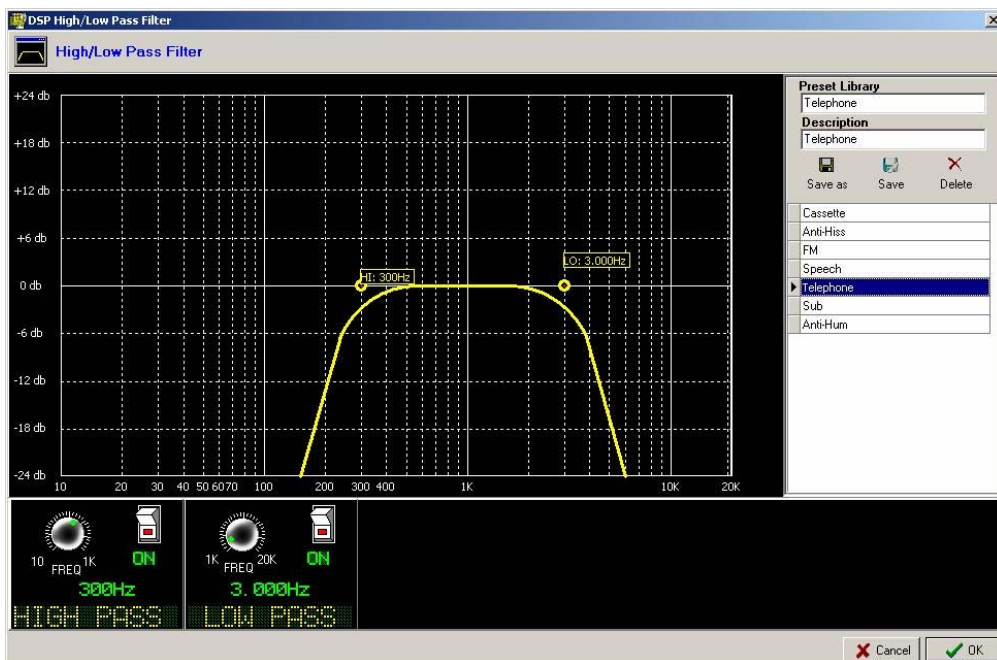 DSP High/Low Pass Filter
High/Low Pass Filter
+24 db
+18 db
+12 db
+6 db
0 db
-6 db
-12 db
-18 db
-24 db
HI: 300Hz
LO: 3.000Hz
10 20 30 40 50 60 70 100 200 300 400 1K 10K 20K
Preset Library
Telephone
Description
Telephone
Save as Save Delete
Cassette
Anti-Hiss
FM
Speech
Telephone
Sub
Anti-Hum
10 FREQ 1K ON
300Hz
HIGH PASS
1K FREQ 20K ON
3.000Hz
LOW PASS
Cancel OK